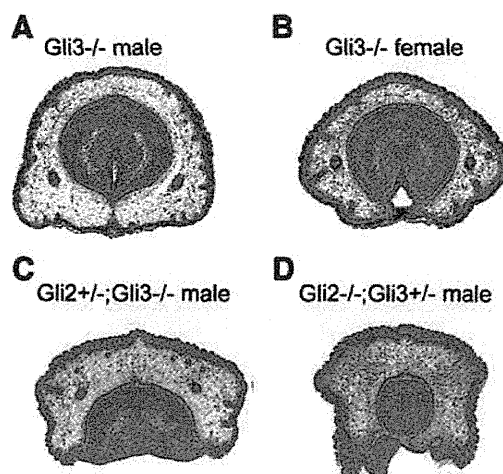 A
Gli3-/- male
B
Gli3-/- female
C
Gli2+/-;Gli3-/- male
D
Gli2-/-;Gli3+/- male